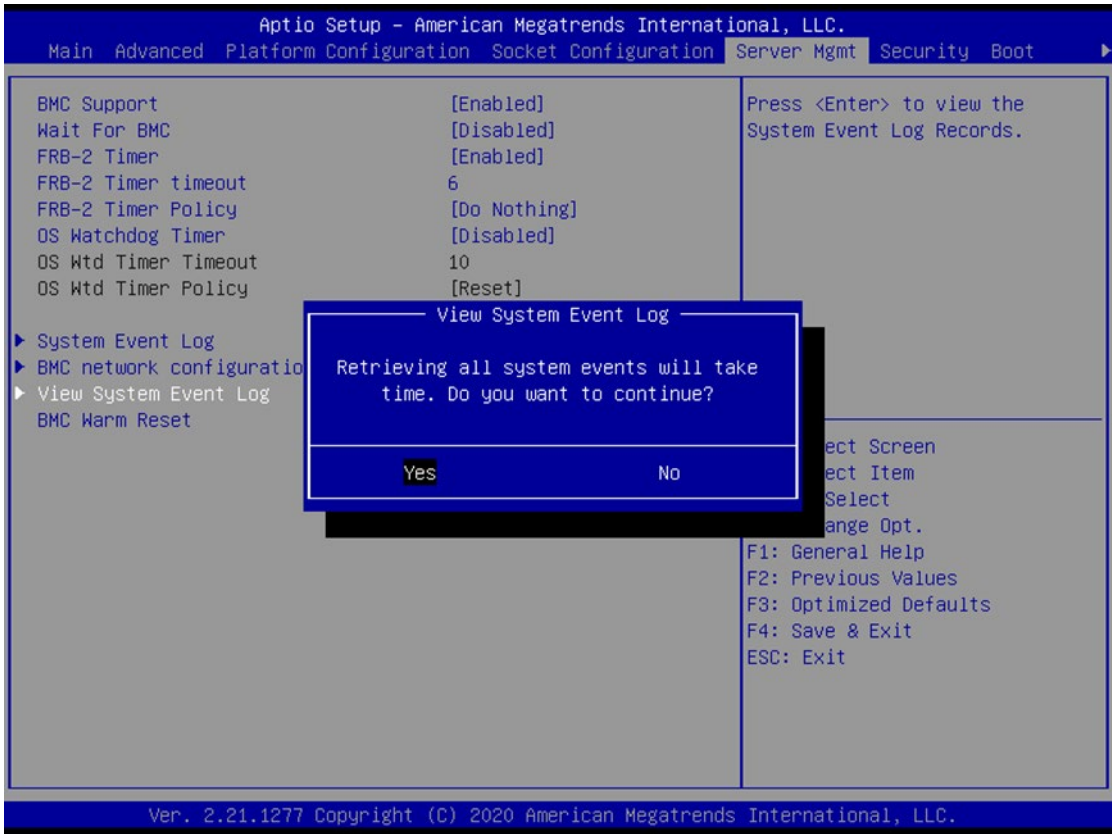 Aptio Setup – American Megatrends International, LLC.
Main Advanced Platform Configuration Socket Configuration Server Mgmt Security Boot
BMC Support [Enabled]
Wait For BMC [Disabled]
FRB-2 Timer [Enabled]
FRB-2 Timer timeout 6
FRB-2 Timer Policy [Do Nothing]
OS Watchdog Timer [Disabled]
OS Wtd Timer Timeout 10
OS Wtd Timer Policy [Reset]
System Event Log
BMC network configuratio
View System Event Log
BMC Warm Reset
View System Event Log
Retrieving all system events will take
time. Do you want to continue?
Yes No
Press <Enter> to view the
System Event Log Records.
ect Screen
ect Item
Select
ange Opt.
F1: General Help
F2: Previous Values
F3: Optimized Defaults
F4: Save & Exit
ESC: Exit
Ver. 2.21.1277 Copyright (C) 2020 American Megatrends International, LLC.